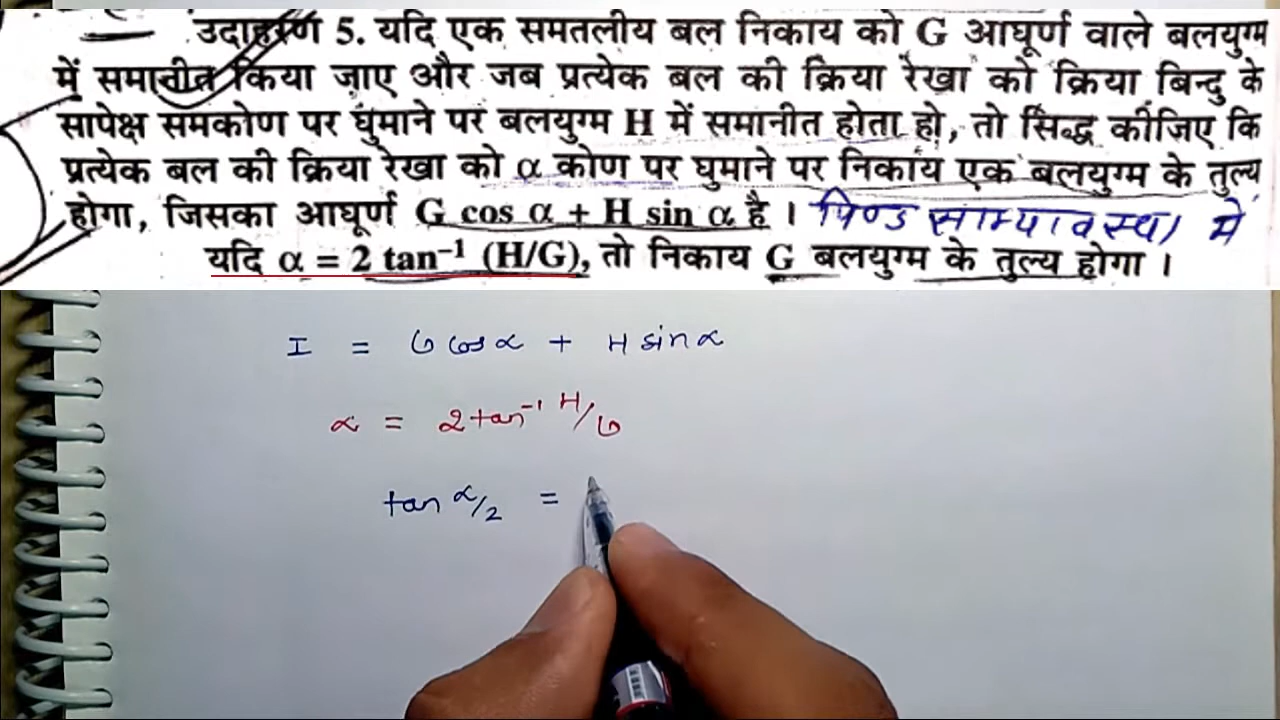 उदाहरण 5. यदि एक समतलीय बल निकाय को G आघूर्ण वाले बलयुग्म
में समानीत किया जाए और जब प्रत्येक बल की क्रिया रेखा को क्रिया बिन्दु के
सापेक्ष समकोण पर घुमाने पर बलयुग्म H में समानीत होता हो, तो सिद्ध कीजिए कि
प्रत्येक बल की क्रिया रेखा को α कोण पर घुमाने पर निकाय एक बलयुग्म के तुल्य
होगा, जिसका आघूर्ण G cos α + H sin α है । पिण्ड साम्यावस्था में
यदि α = 2 tan⁻¹ (H/G), तो निकाय G बलयुग्म के तुल्य होगा ।
I = G cosα + H sinα
α = 2 tan⁻¹ H/G
tan α/2 =